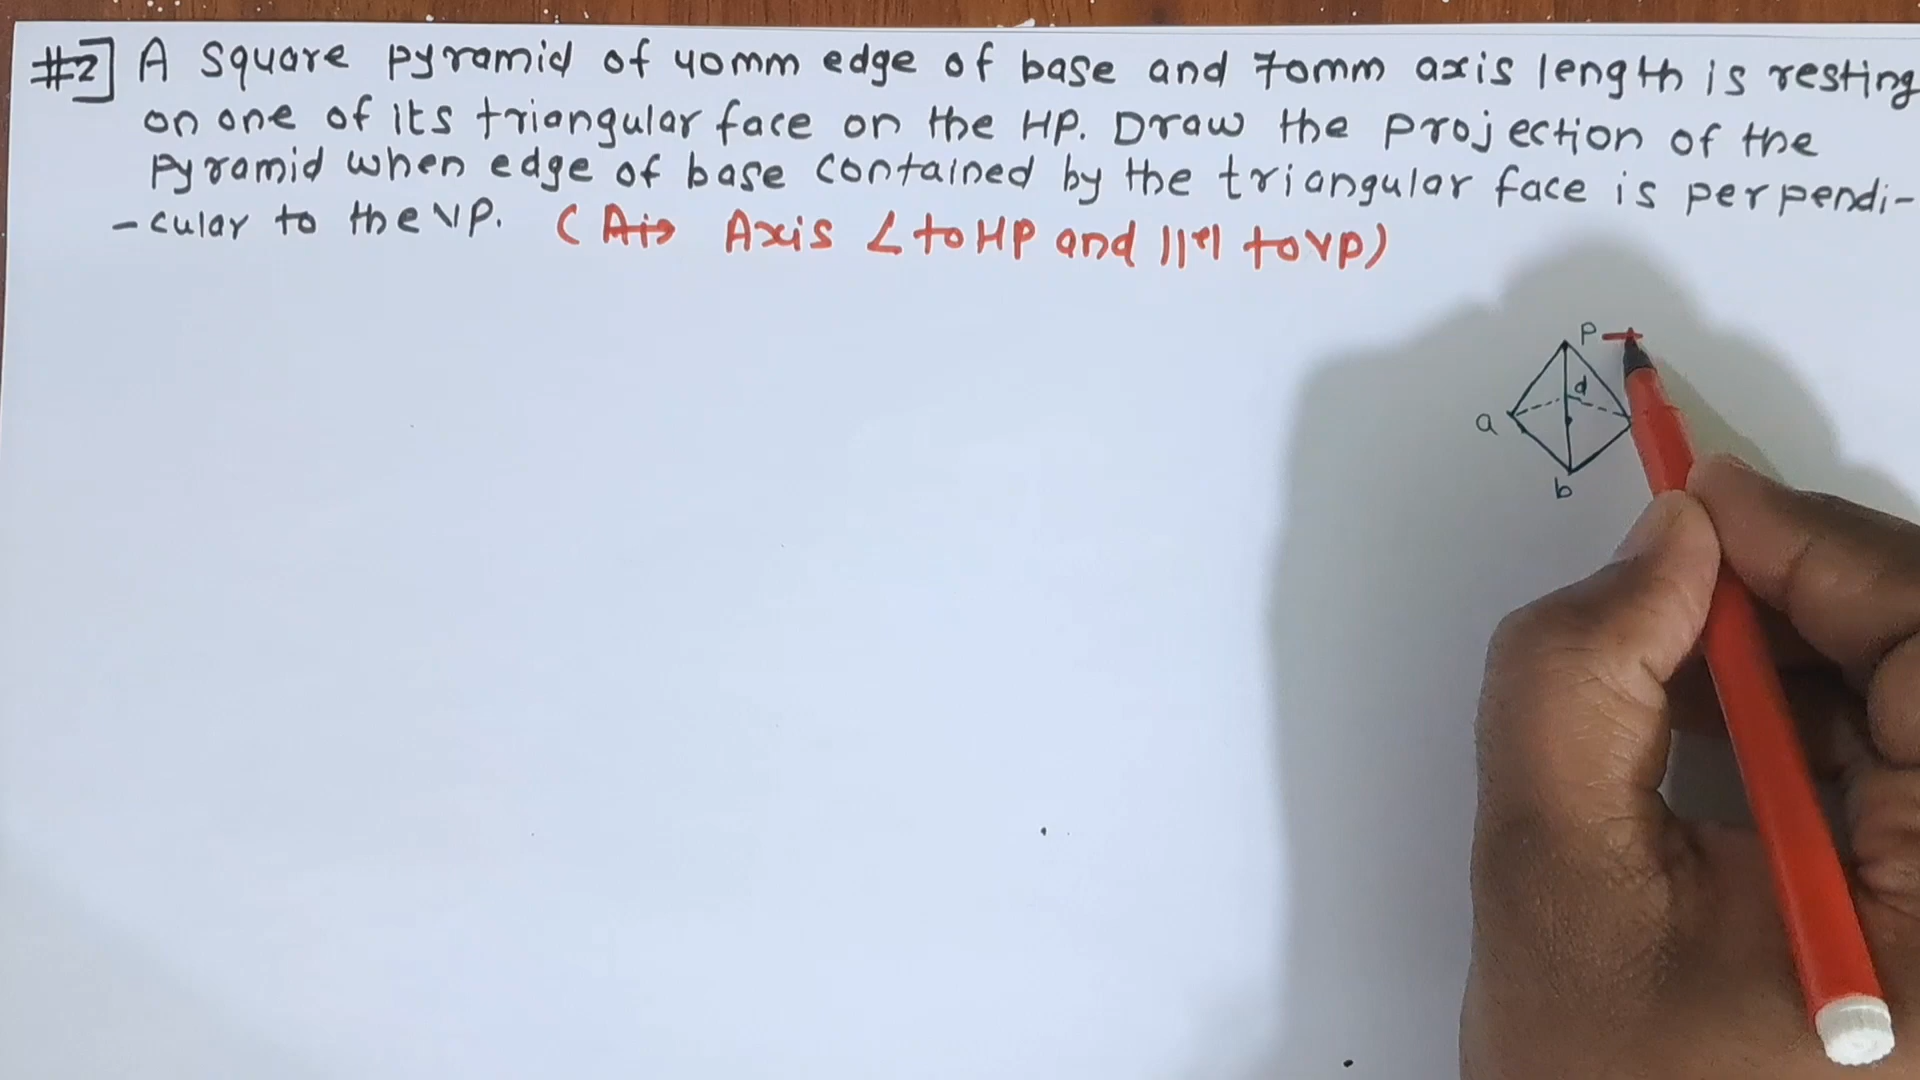 #2] A square pyramid of 40mm edge of base and 70mm axis length is resting
on one of its triangular face on the HP. Draw the projection of the
pyramid when edge of base contained by the triangular face is perpendi-
-cular to the VP. ( Axis ∠ to HP and ||el to VP)
P
d
a
b